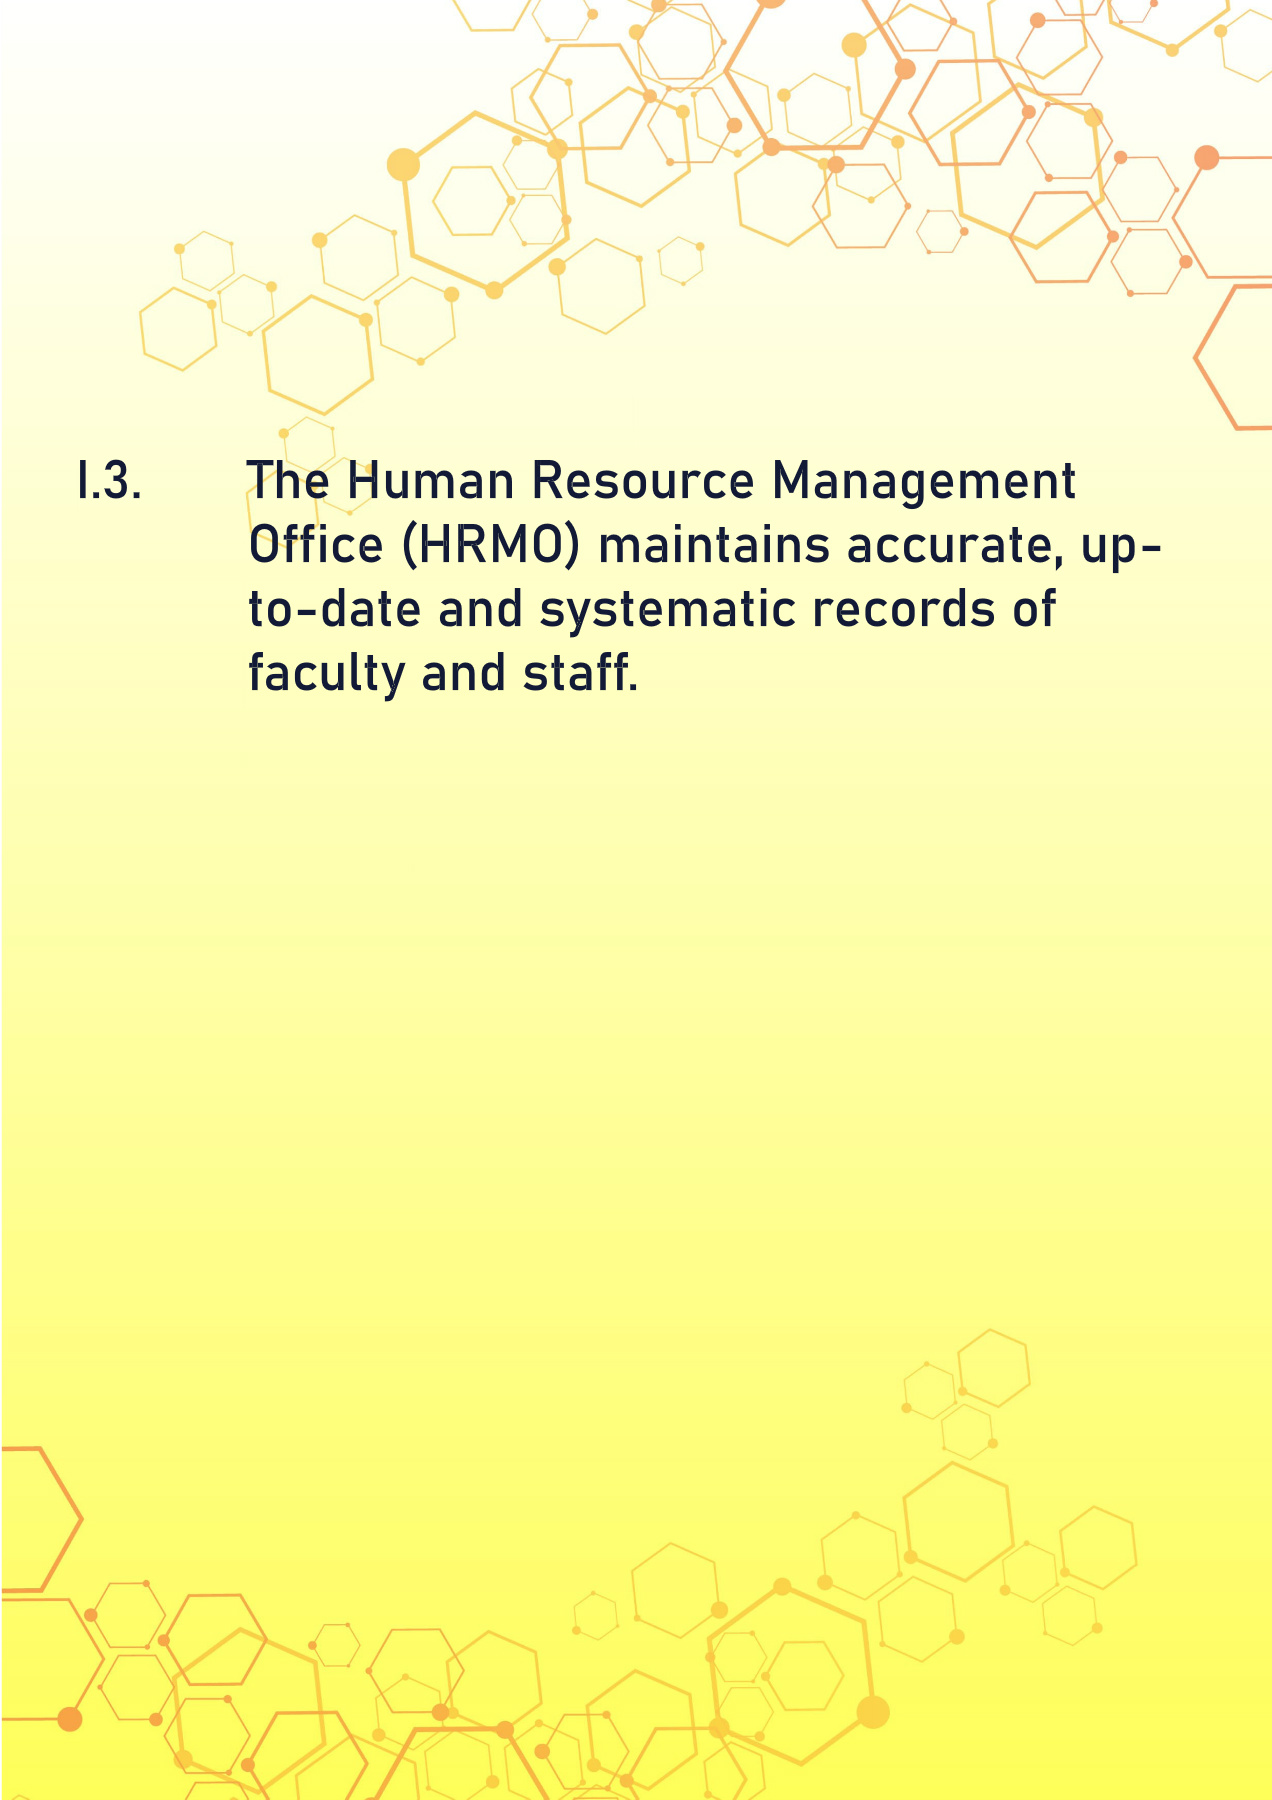 I.3. The Human Resource Management
Office (HRMO) maintains accurate, up-
to-date and systematic records of
faculty and staff.